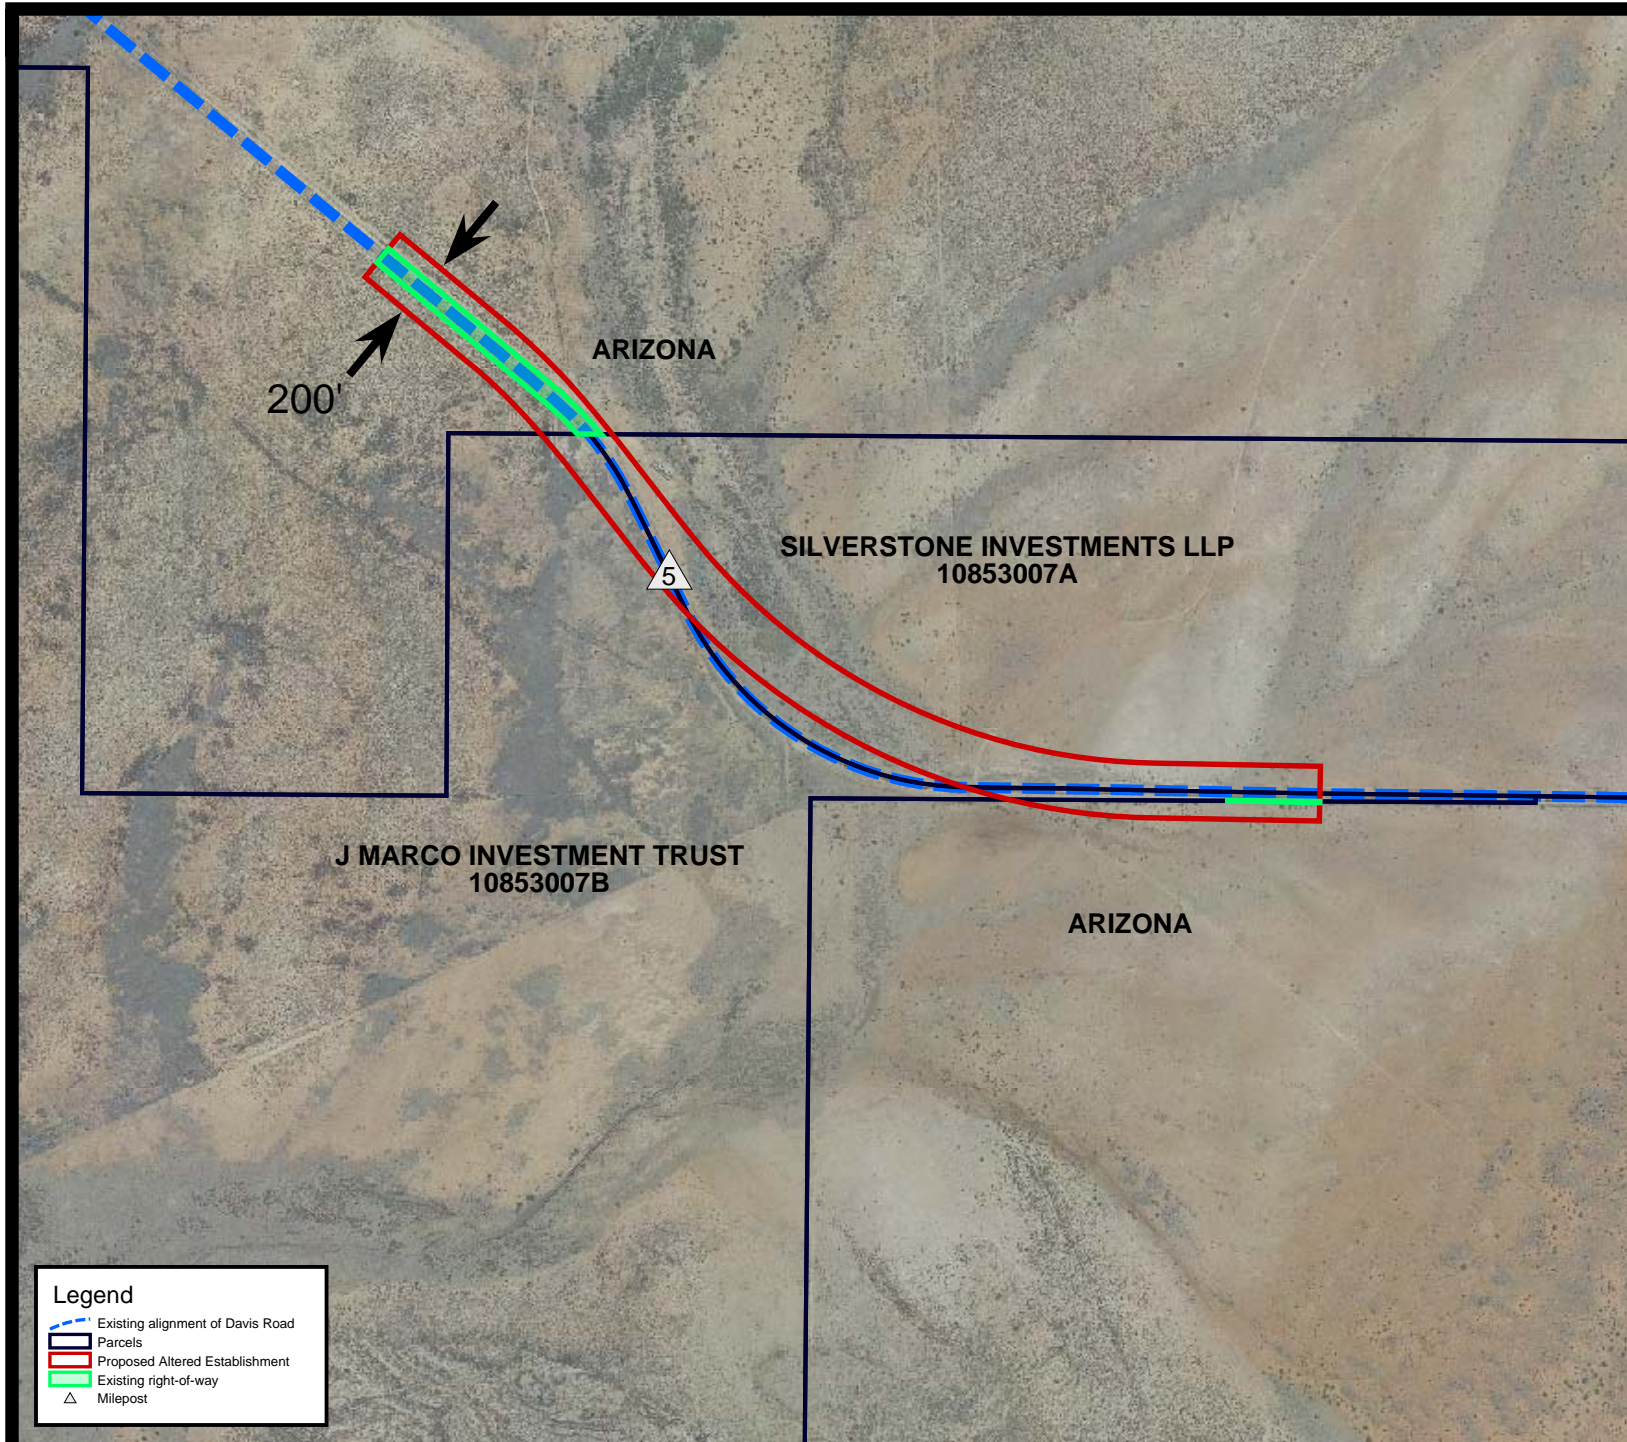 200'
ARIZONA
SILVERSTONE INVESTMENTS LLP
10853007A
5
J MARCO INVESTMENT TRUST
10853007B
ARIZONA
Legend
Existing alignment of Davis Road
Parcels
Proposed Altered Establishment
Existing right-of-way
Milepost